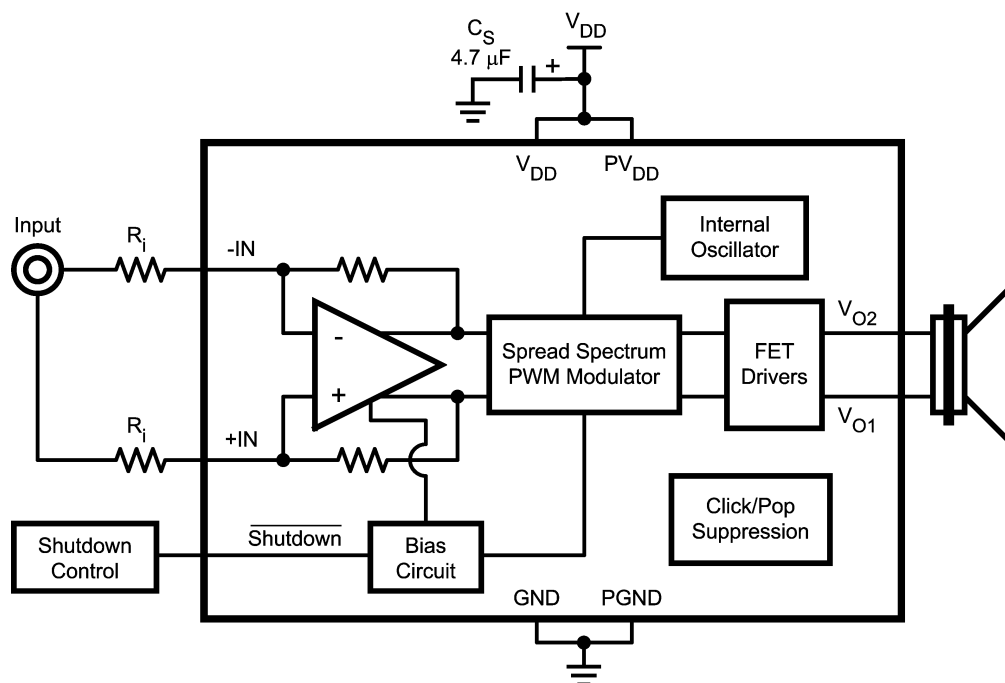 C_S
4.7 μF
+
V_DD
V_DD
PV_DD
Input
R_i
-IN
Internal
Oscillator
-
+
Spread Spectrum
PWM Modulator
FET
Drivers
V_O2
V_O1
R_i
+IN
Click/Pop
Suppression
Shutdown
Control
Shutdown
Bias
Circuit
GND
PGND